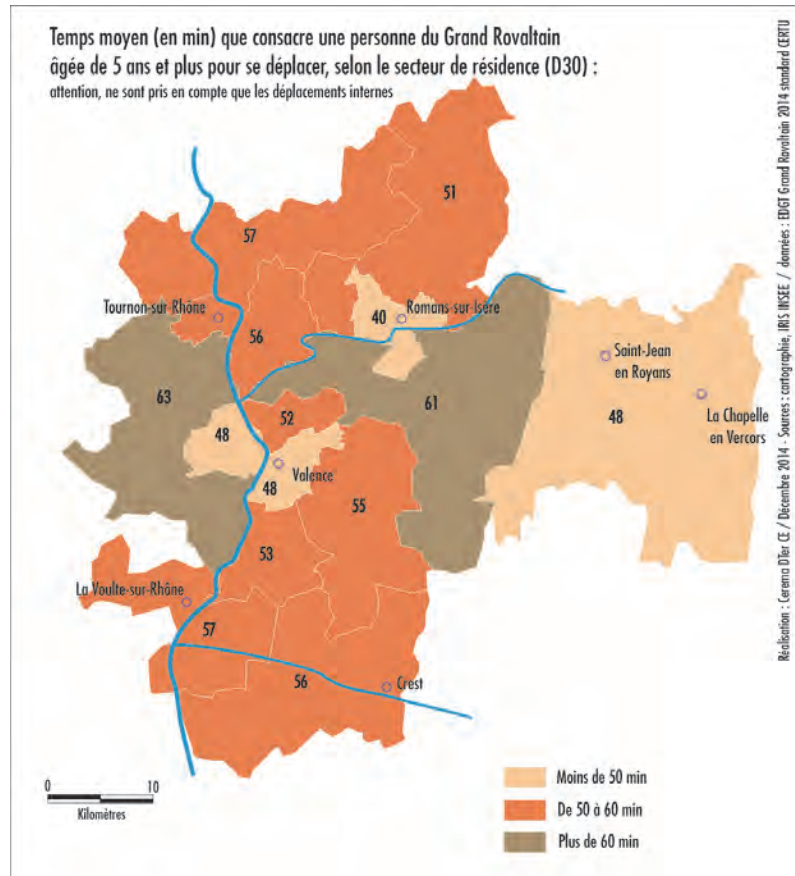 Temps moyen (en min) que consacre une personne du Grand Rovaltain
âgée de 5 ans et plus pour se déplacer, selon le secteur de résidence (D30) :
attention, ne sont pris en compte que les déplacements internes
51
57
Tournon-sur-Rhône
40
Romans-sur-Isère
56
Saint-Jean
en Royans
63
61
La Chapelle
en Vercors
52
48
48
Valence
48
55
53
La Voulte-sur-Rhône
57
56
Crest
0
10
Kilomètres
Moins de 50 min
De 50 à 60 min
Plus de 60 min
Réalisation : Cerema DTer CE / Décembre 2014 - Sources : cartographie, IRIS INSEE / données : EDGT Grand Rovaltain 2014 standard CERTU